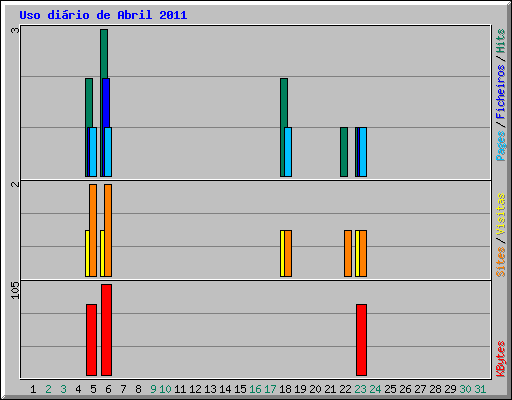 Uso diário de Abril 2011
3
2
105
Pages / Ficheiros / Hits
Sites / Visitas
KBytes
1 2 3 4 5 6 7 8 9 10 11 12 13 14 15 16 17 18 19 20 21 22 23 24 25 26 27 28 29 30 31